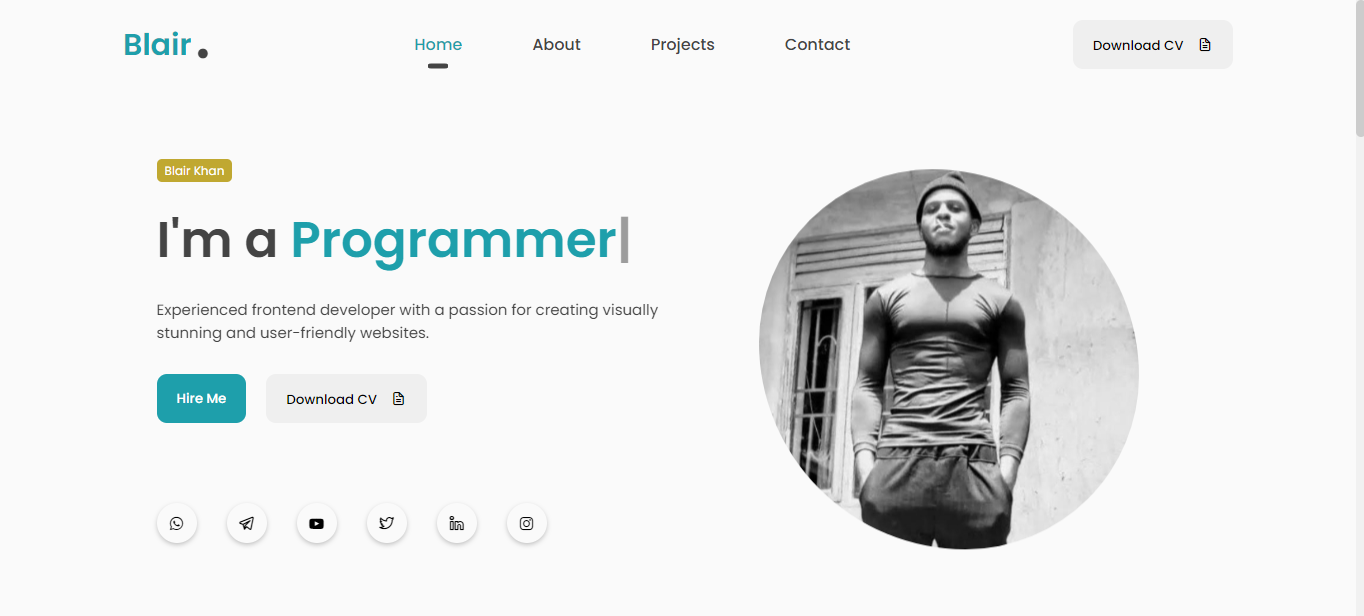 Blair
Home
About
Projects
Contact
Download CV
Blair Khan
I'm a Programmer|
Experienced frontend developer with a passion for creating visually
stunning and user-friendly websites.
Hire Me
Download CV